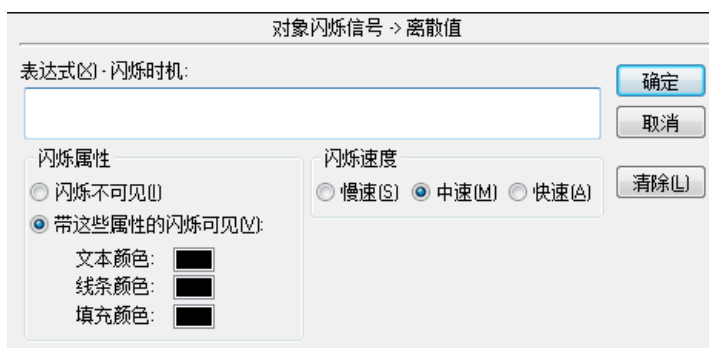 对象闪烁信号 -> 离散值
表达式(X) - 闪烁时机:
确定
取消
清除(L)
闪烁属性
闪烁不可见(I)
带这些属性的闪烁可见(V):
文本颜色:
线条颜色:
填充颜色:
闪烁速度
慢速(S) 中速(M) 快速(A)